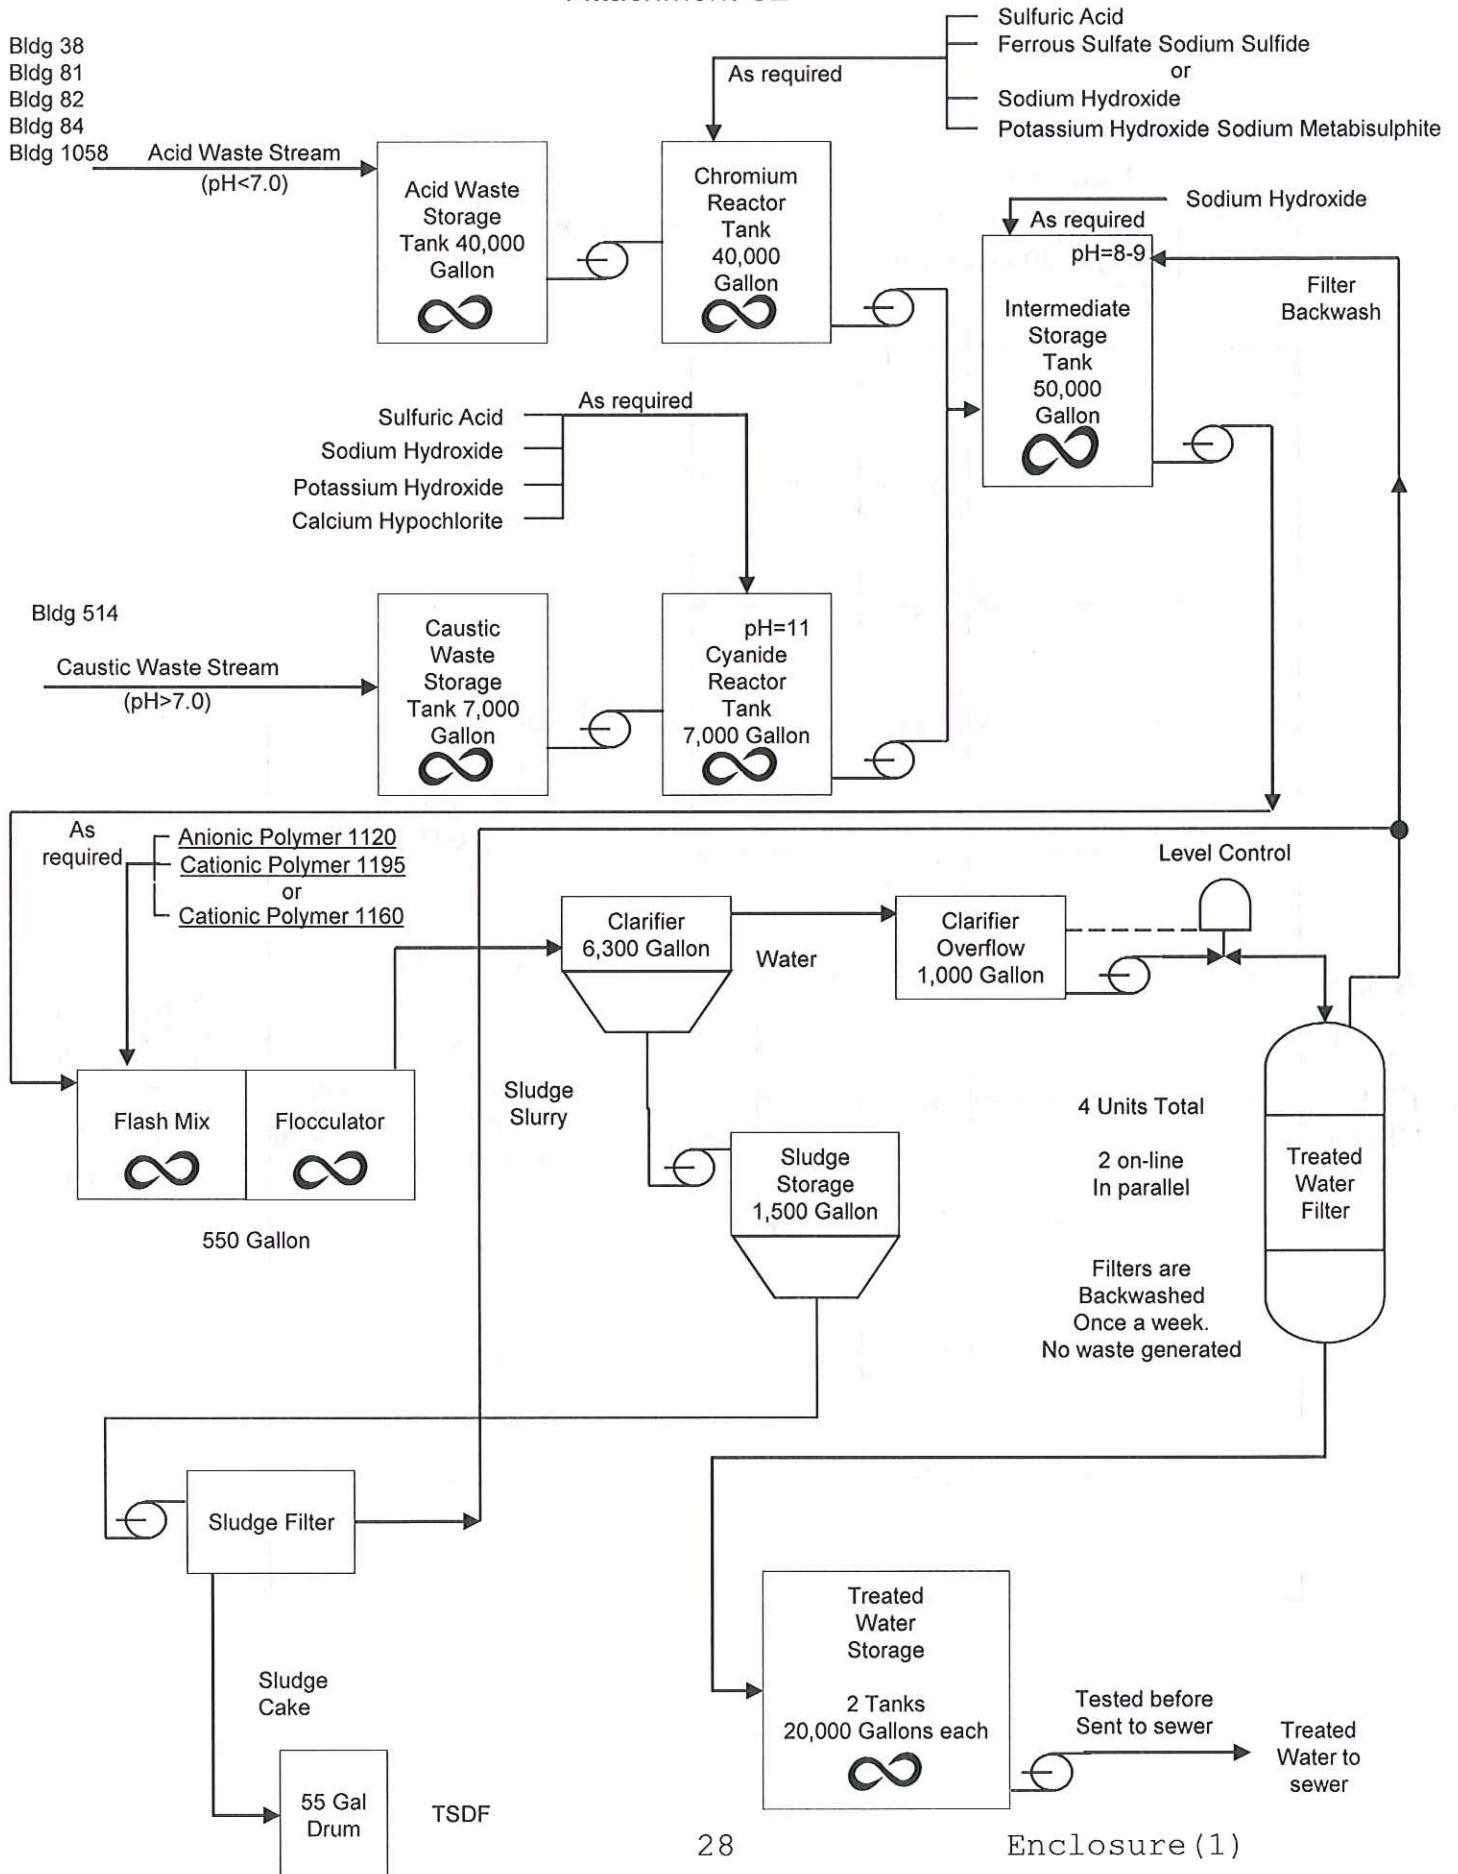 Sulfuric Acid
Ferrous Sulfate Sodium Sulfide
or
Sodium Hydroxide
Potassium Hydroxide Sodium Metabisulphite
As required
Bldg 38
Bldg 81
Bldg 82
Bldg 84
Bldg 1058
Acid Waste Stream
(pH<7.0)
Acid Waste
Storage
Tank 40,000
Gallon
Chromium
Reactor
Tank
40,000
Gallon
Sodium Hydroxide
As required
pH=8-9
Intermediate
Storage
Tank
50,000
Gallon
Filter
Backwash
Sulfuric Acid
Sodium Hydroxide
Potassium Hydroxide
Calcium Hypochlorite
As required
Bldg 514
Caustic Waste Stream
(pH>7.0)
Caustic
Waste
Storage
Tank 7,000
Gallon
pH=11
Cyanide
Reactor
Tank
7,000 Gallon
As
required
Anionic Polymer 1120
Cationic Polymer 1195
or
Cationic Polymer 1160
Clarifier
6,300 Gallon
Water
Clarifier
Overflow
1,000 Gallon
Level Control
Flash Mix
Flocculator
550 Gallon
Sludge
Slurry
Sludge
Storage
1,500 Gallon
4 Units Total
2 on-line
In parallel
Filters are
Backwashed
Once a week.
No waste generated
Treated
Water
Filter
Sludge Filter
Sludge
Cake
55 Gal
Drum
TSDF
Treated
Water
Storage
2 Tanks
20,000 Gallons each
Tested before
Sent to sewer
Treated
Water to
sewer
28
Enclosure(1)